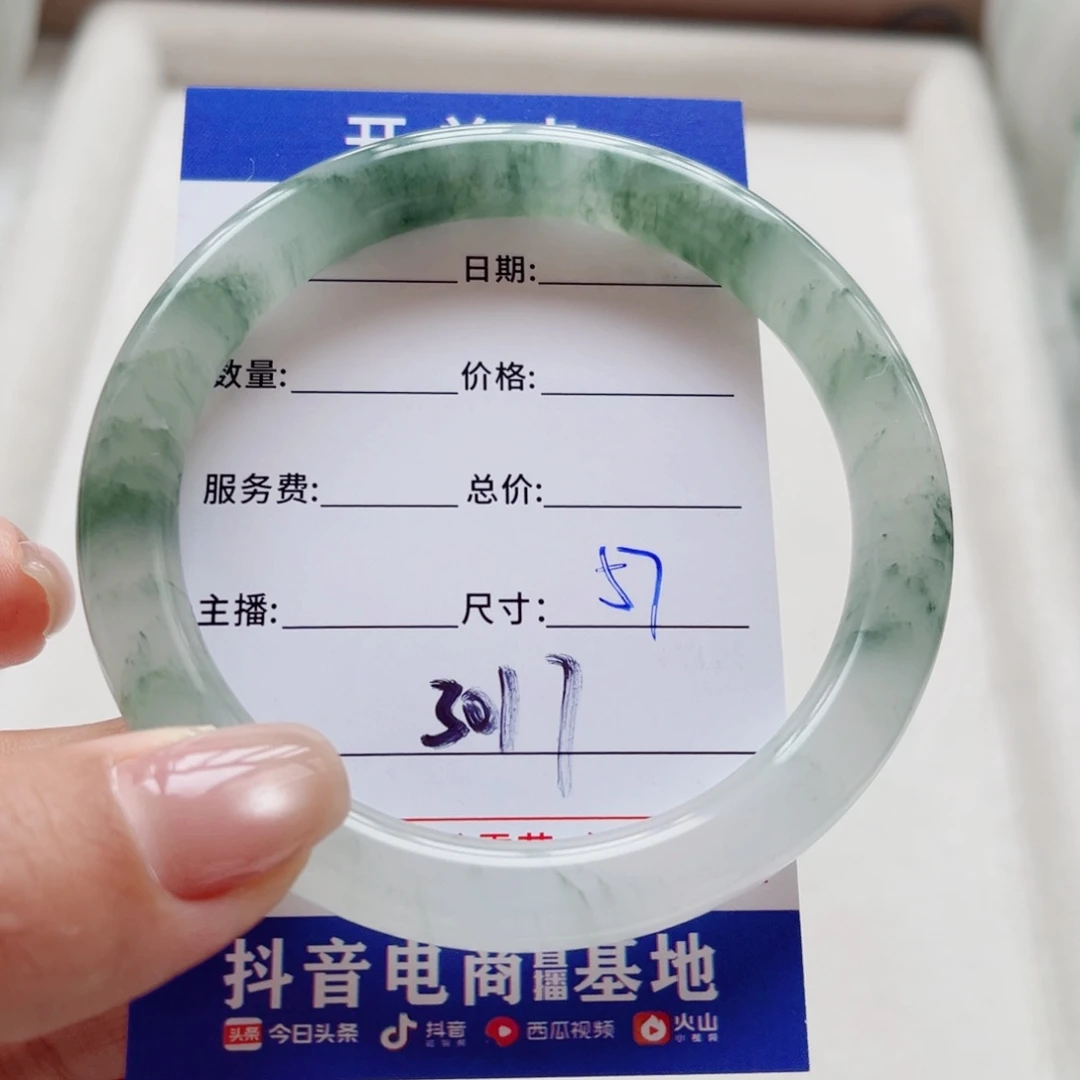 日期:
数量: 价格:
服务费: 总价:
主播: 尺寸: 57
3017
抖音电商直播基地
头条 今日头条 抖音 西瓜视频 火山